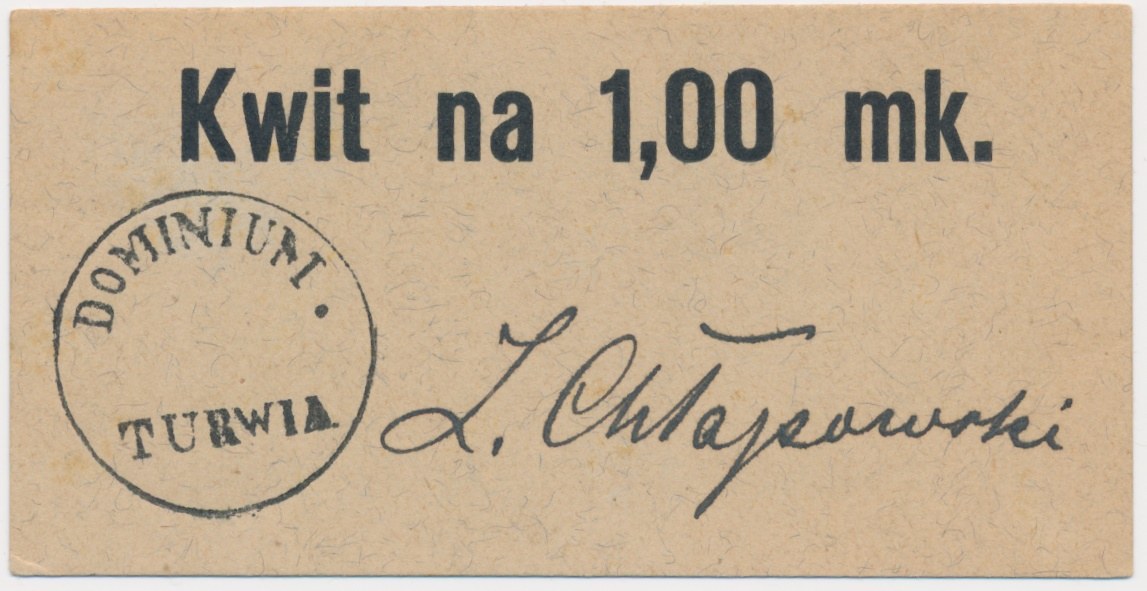 Kwit na 1,00 mk.
DOMINIUM.
TURWIA
Z. Chłapowski